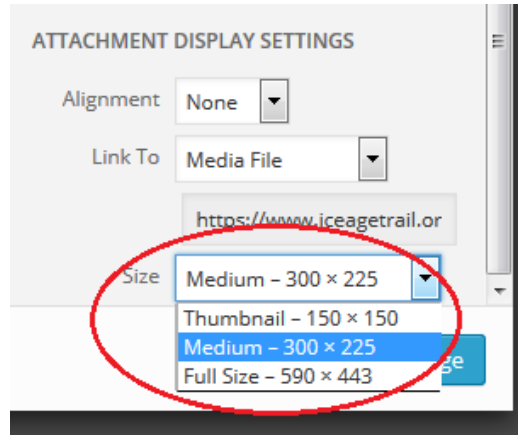 ATTACHMENT DISPLAY SETTINGS
Alignment None
Link To Media File
https://www.iceagetrail.or
Size Medium – 300 × 225
Thumbnail – 150 × 150
Medium – 300 × 225
Full Size – 590 × 443